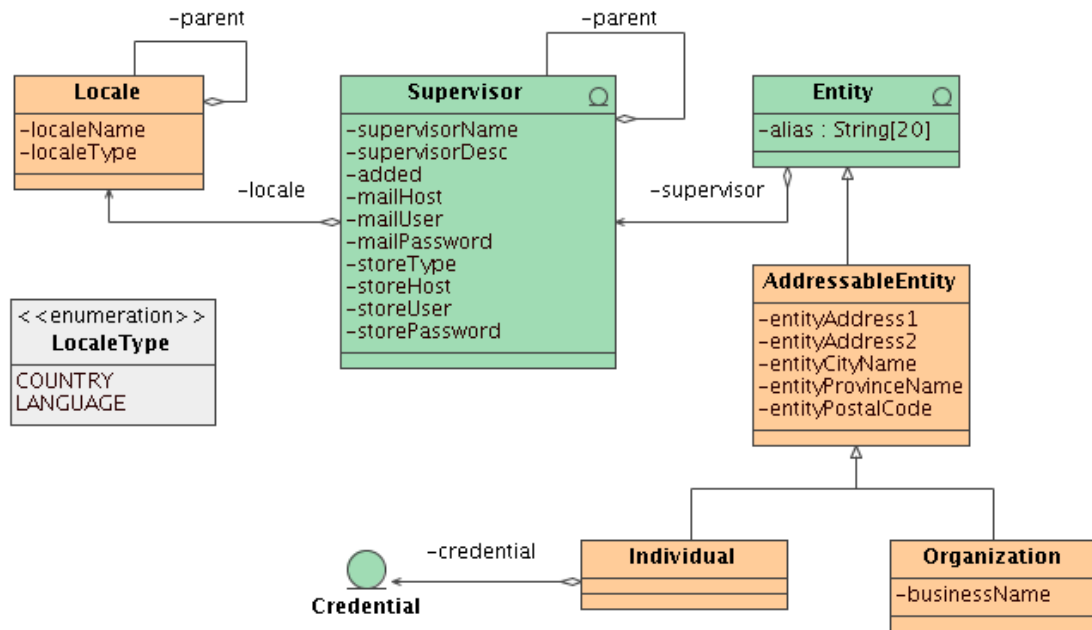 -parent
-parent
Locale
-localeName
-localeType
Supervisor
-supervisorName
-supervisorDesc
-added
-mailHost
-mailUser
-mailPassword
-storeType
-storeHost
-storeUser
-storePassword
Entity
-alias : String[20]
-locale
-supervisor
<<enumeration>>
LocaleType
COUNTRY
LANGUAGE
AddressableEntity
-entityAddress1
-entityAddress2
-entityCityName
-entityProvinceName
-entityPostalCode
-credential
Credential
Individual
Organization
-businessName